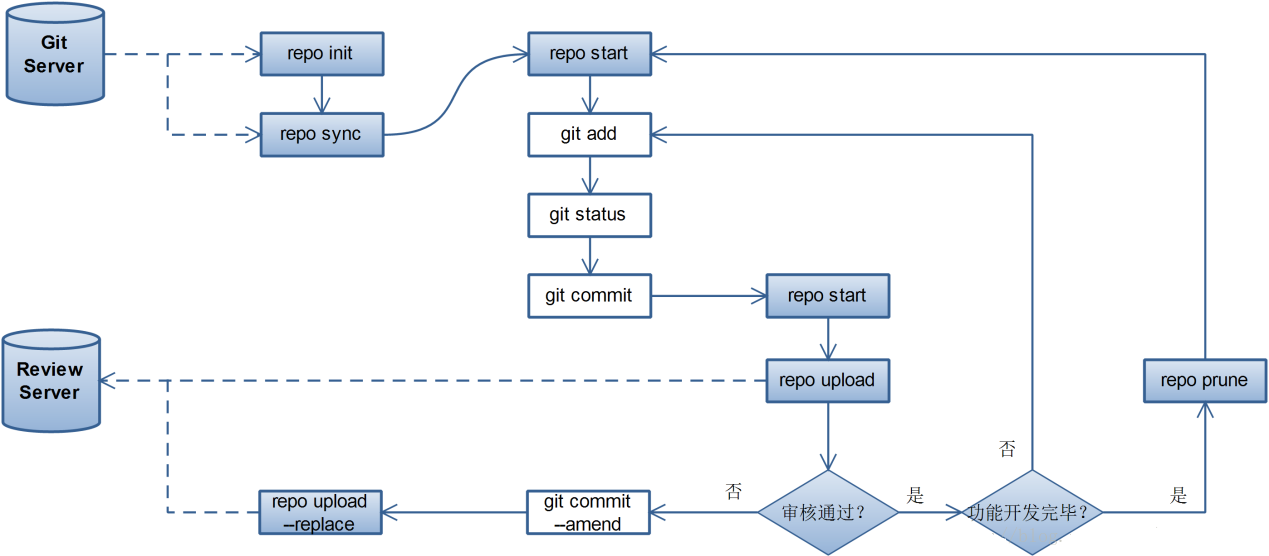 Git
Server
repo init
repo start
repo sync
git add
git status
git commit
repo start
Review
Server
repo upload
repo prune
否
repo upload
--replace
git commit
--amend
否
审核通过？
是
功能开发完毕？
是